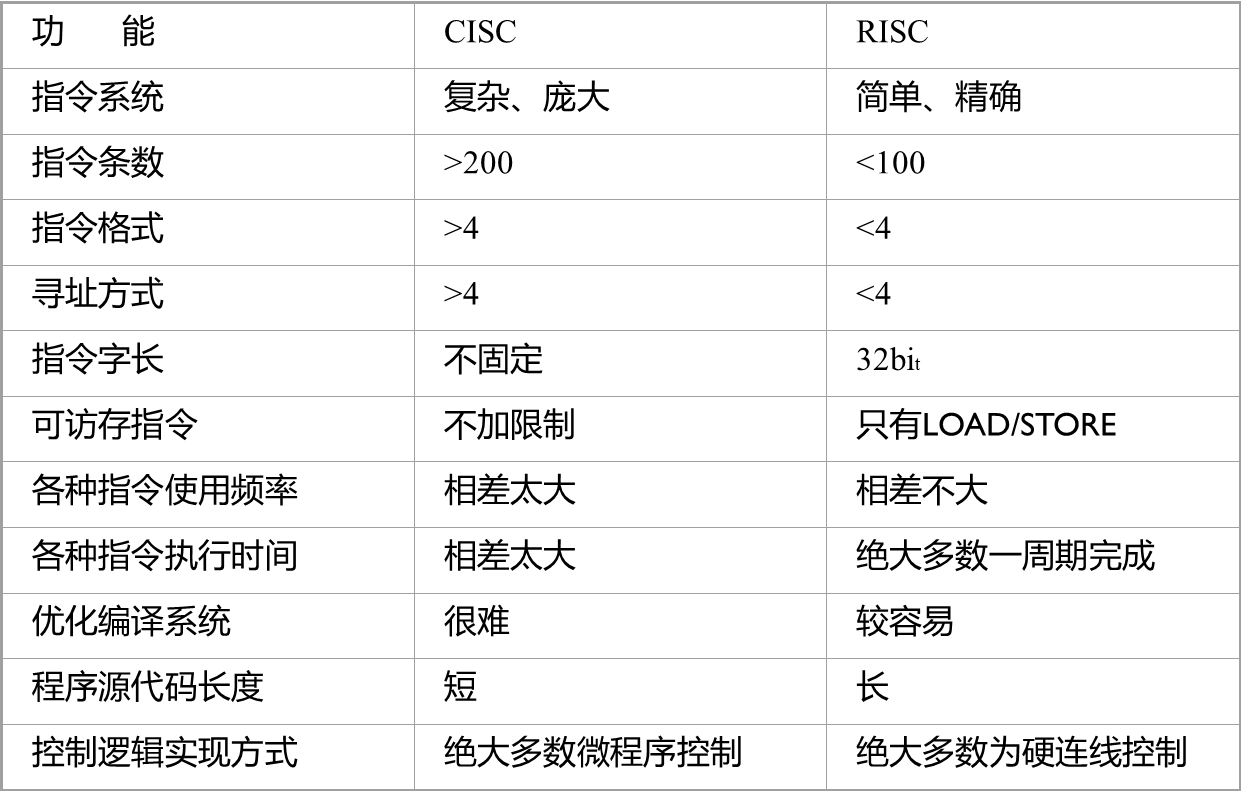 功 能 CISC RISC
指令系统 复杂、庞大 简单、精确
指令条数 >200 <100
指令格式 >4 <4
寻址方式 >4 <4
指令字长 不固定 32bit
可访存指令 不加限制 只有LOAD/STORE
各种指令使用频率 相差太大 相差不大
各种指令执行时间 相差太大 绝大多数一周期完成
优化编译系统 很难 较容易
程序源代码长度 短 长
控制逻辑实现方式 绝大多数微程序控制 绝大多数为硬连线控制